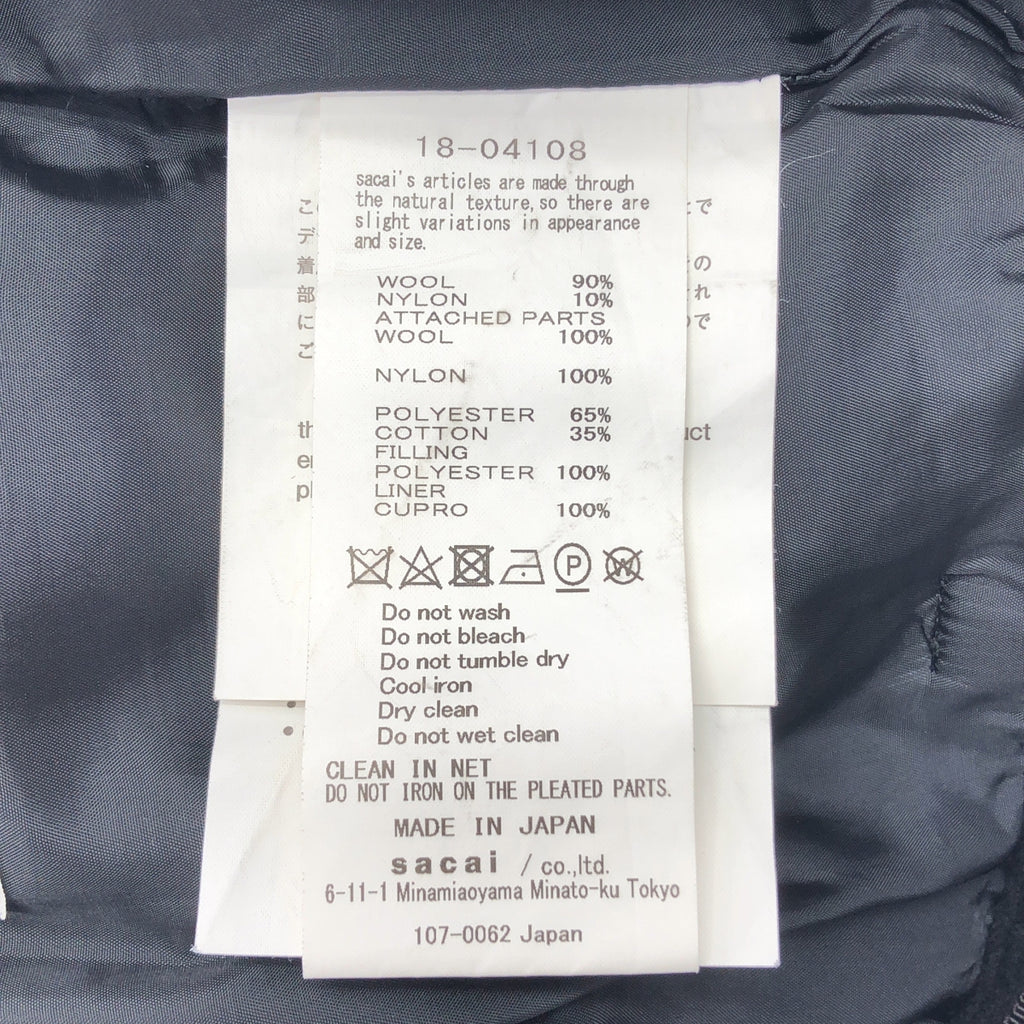 18-04108
sacai's articles are made through
the natural texture, so there are
slight variations in appearance
and size.
WOOL 90%
NYLON 10%
ATTACHED PARTS
WOOL 100%
NYLON 100%
POLYESTER 65%
COTTON 35%
FILLING
POLYESTER 100%
LINER
CUPRO 100%
P W
Do not wash
Do not bleach
Do not tumble dry
Cool iron
Dry clean
Do not wet clean
CLEAN IN NET
DO NOT IRON ON THE PLEATED PARTS.
MADE IN JAPAN
sacai / co.,ltd.
6-11-1 Minamiaoyama Minato-ku Tokyo
107-0062 Japan